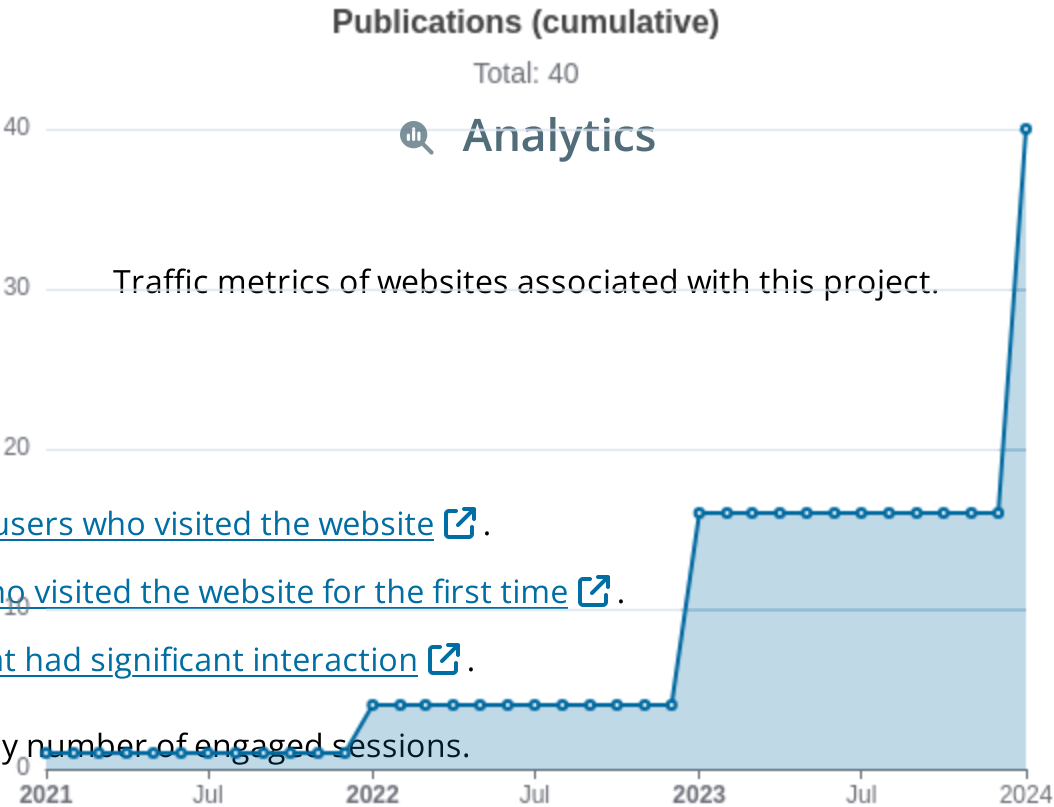 Publications (cumulative)
Total: 40
40
Analytics
30
Traffic metrics of websites associated with this project.
20
users who visited the website .
o visited the website for the first time .
10
t had significant interaction .
y number of engaged sessions.
0
2021 Jul 2022 Jul 2023 Jul 2024